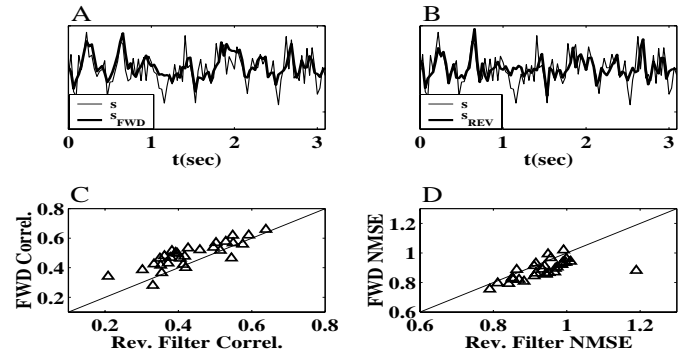 A
s
s_FWD
0 1 2 3
t(sec)
B
s
s_REV
0 1 2 3
t(sec)
C
FWD Correl.
0.8
0.6
0.4
0.2
0.2 0.4 0.6 0.8
Rev. Filter Correl.
D
FWD NMSE
1.2
1
0.8
0.6
0.6 0.8 1 1.2
Rev. Filter NMSE